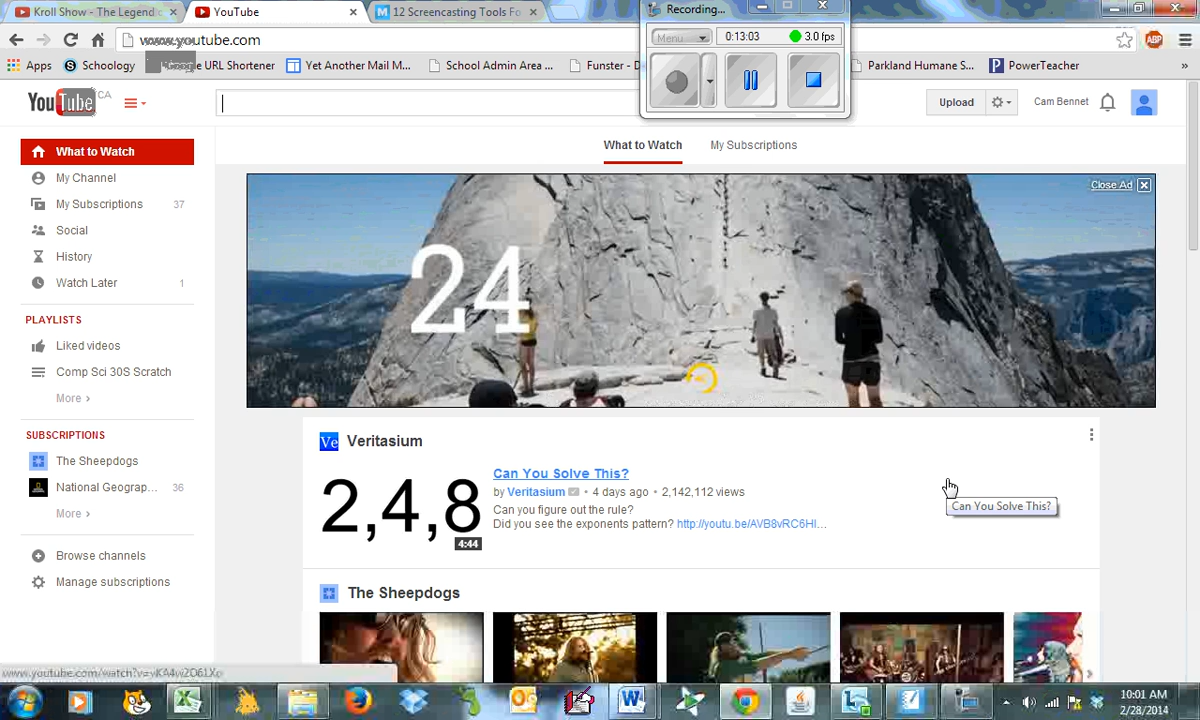 Kroll Show - The Legend c
YouTube
12 Screencasting Tools Fo
Recording...
Menu
0:13:03
3.0 fps
www.youtube.com
ABP
Apps
Schoology
URL Shortener
Yet Another Mail M...
School Admin Area ...
Funster - D
Parkland Humane S...
PowerTeacher
»
YouTube CA
Upload
Cam Bennet
What to Watch
My Channel
My Subscriptions 37
Social
History
Watch Later 1
PLAYLISTS
Liked videos
Comp Sci 30S Scratch
More ›
SUBSCRIPTIONS
The Sheepdogs
National Geograp... 36
More ›
Browse channels
Manage subscriptions
What to Watch
My Subscriptions
Close Ad
24
Ve Veritasium
2,4,8
4:44
Can You Solve This?
by Veritasium • 4 days ago • 2,142,112 views
Can you figure out the rule?
Did you see the exponents pattern? http://youtu.be/AVB8vRC6HI...
Can You Solve This?
The Sheepdogs
10:01 AM
2/28/2014